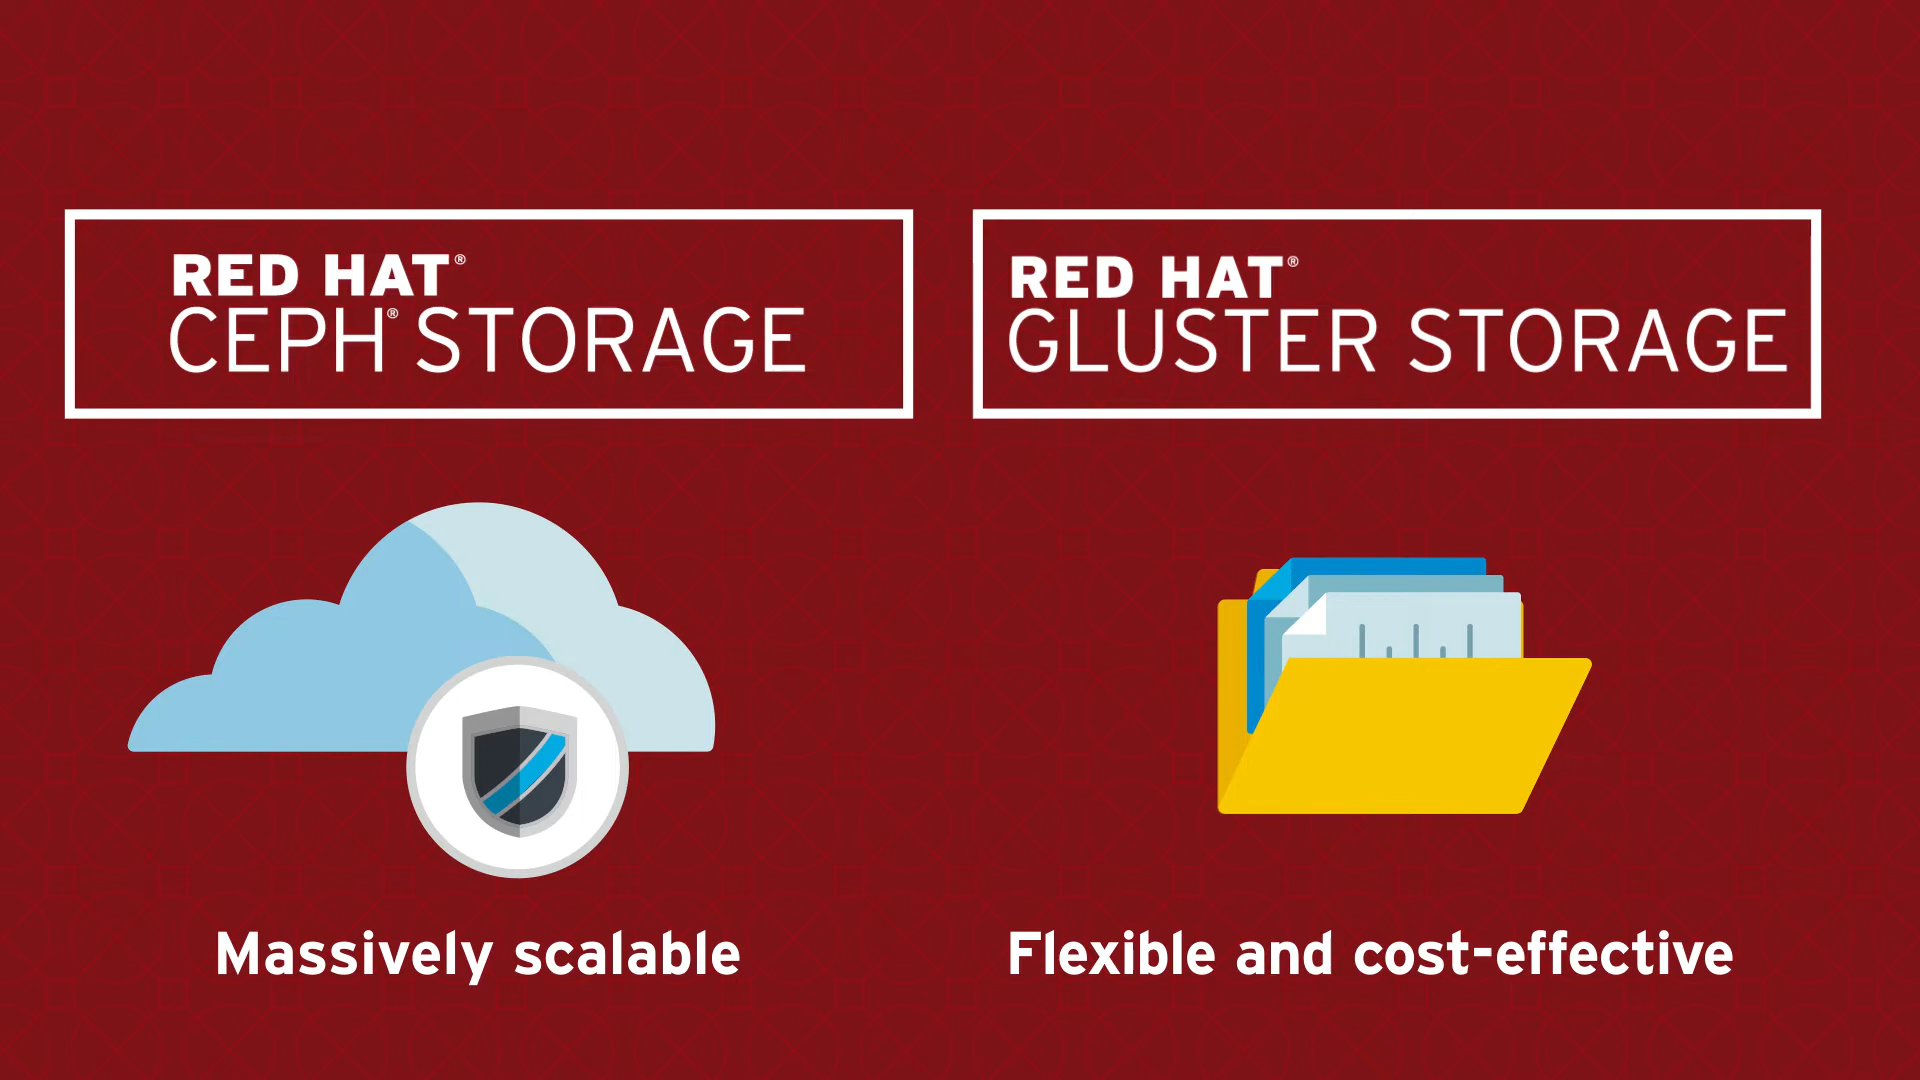 RED HAT®
CEPH® STORAGE
RED HAT®
GLUSTER STORAGE
Massively scalable
Flexible and cost-effective